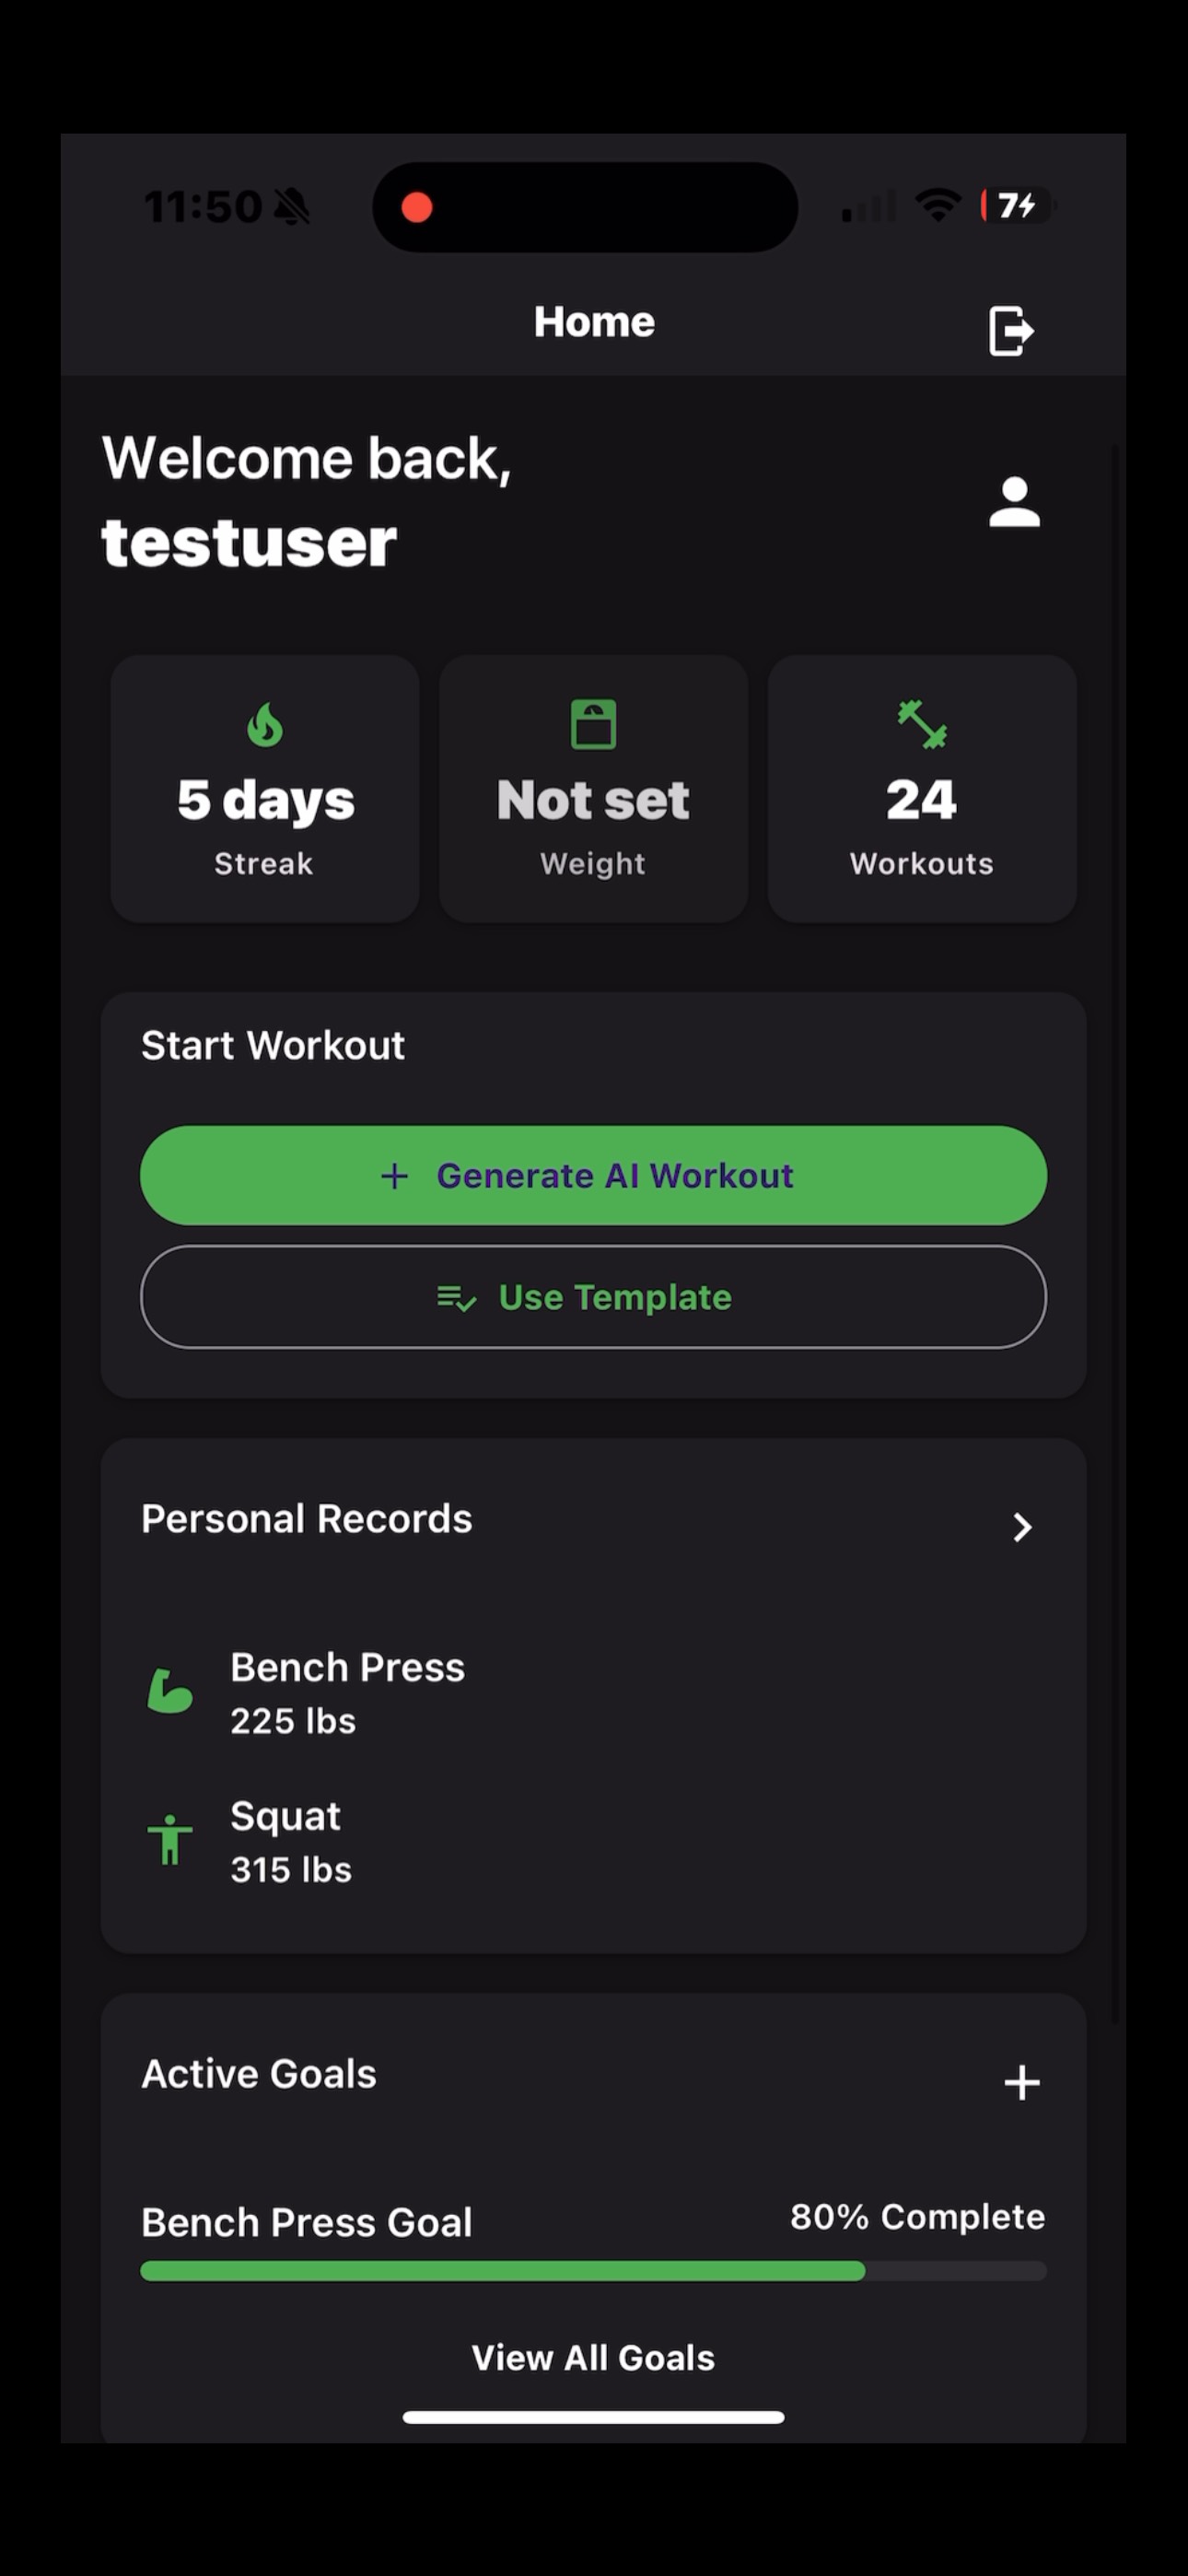 11:50
7
Home
Welcome back,
testuser
5 days
Streak
Not set
Weight
24
Workouts
Start Workout
Generate AI Workout
Use Template
Personal Records
Bench Press
225 lbs
Squat
315 lbs
Active Goals
Bench Press Goal
80% Complete
View All Goals